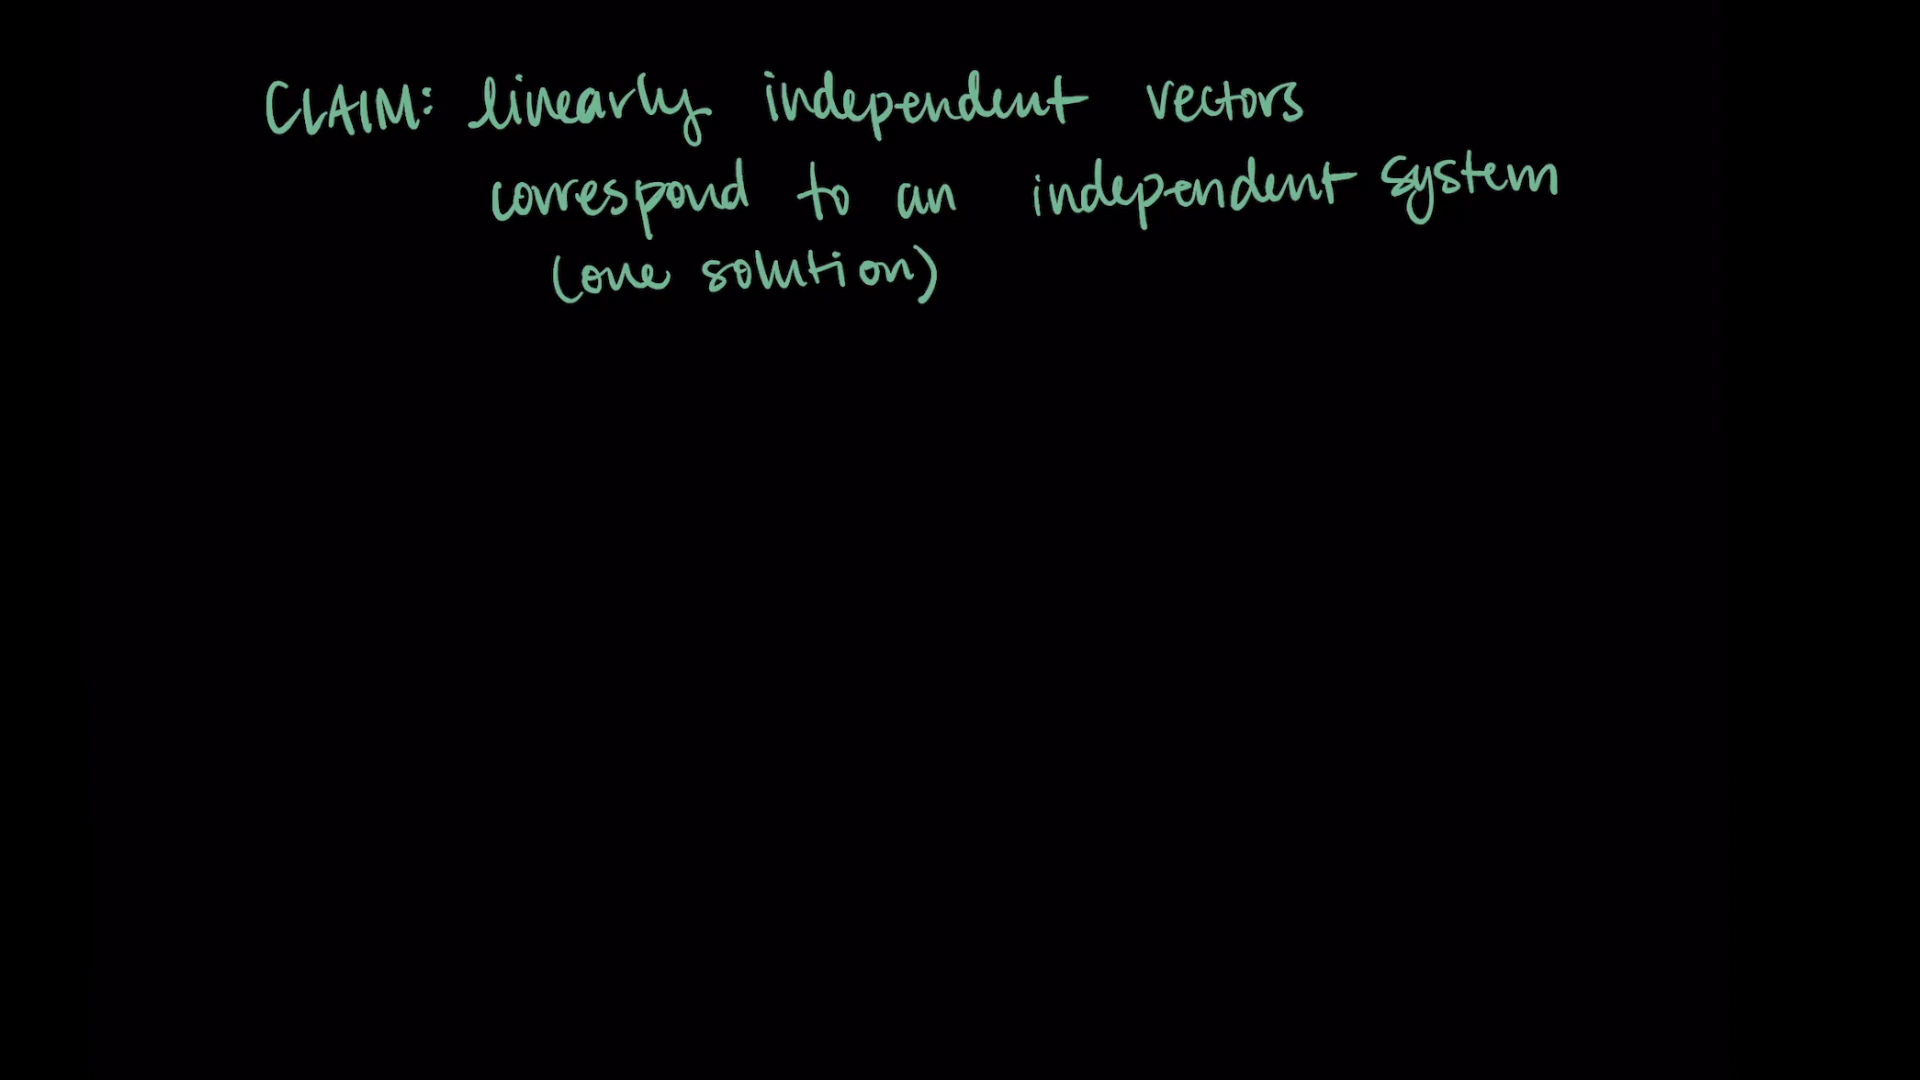 CLAIM: linearly independent vectors
correspond to an independent system
(one solution)